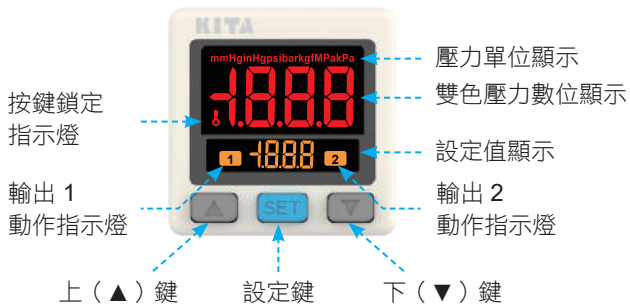 KITA
mmHginHgpsibarkgfMPakPa
-1.8.8.8
1 -1.8.8.8 2
▲ SET ▼
壓力單位顯示
雙色壓力數位顯示
按鍵鎖定
指示燈
設定值顯示
輸出 1
動作指示燈
輸出 2
動作指示燈
上（▲）鍵
設定鍵
下（▼）鍵